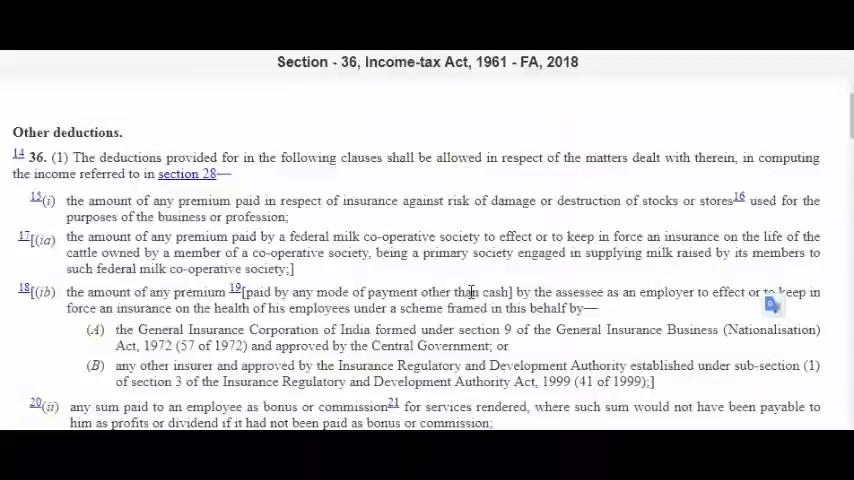 Section - 36, Income-tax Act, 1961 - FA, 2018
Other deductions.
14 36. (1) The deductions provided for in the following clauses shall be allowed in respect of the matters dealt with therein, in computing
the income referred to in section 28—
15(i) the amount of any premium paid in respect of insurance against risk of damage or destruction of stocks or stores16 used for the
purposes of the business or profession;
17[(ia) the amount of any premium paid by a federal milk co-operative society to effect or to keep in force an insurance on the life of the
cattle owned by a member of a co-operative society, being a primary society engaged in supplying milk raised by its members to
such federal milk co-operative society;]
18[(ib) the amount of any premium 19[paid by any mode of payment other than cash] by the assessee as an employer to effect or to keep in
force an insurance on the health of his employees under a scheme framed in this behalf by—
(A) the General Insurance Corporation of India formed under section 9 of the General Insurance Business (Nationalisation)
Act, 1972 (57 of 1972) and approved by the Central Government; or
(B) any other insurer and approved by the Insurance Regulatory and Development Authority established under sub-section (1)
of section 3 of the Insurance Regulatory and Development Authority Act, 1999 (41 of 1999);]
20(ii) any sum paid to an employee as bonus or commission21 for services rendered, where such sum would not have been payable to
him as profits or dividend if it had not been paid as bonus or commission;